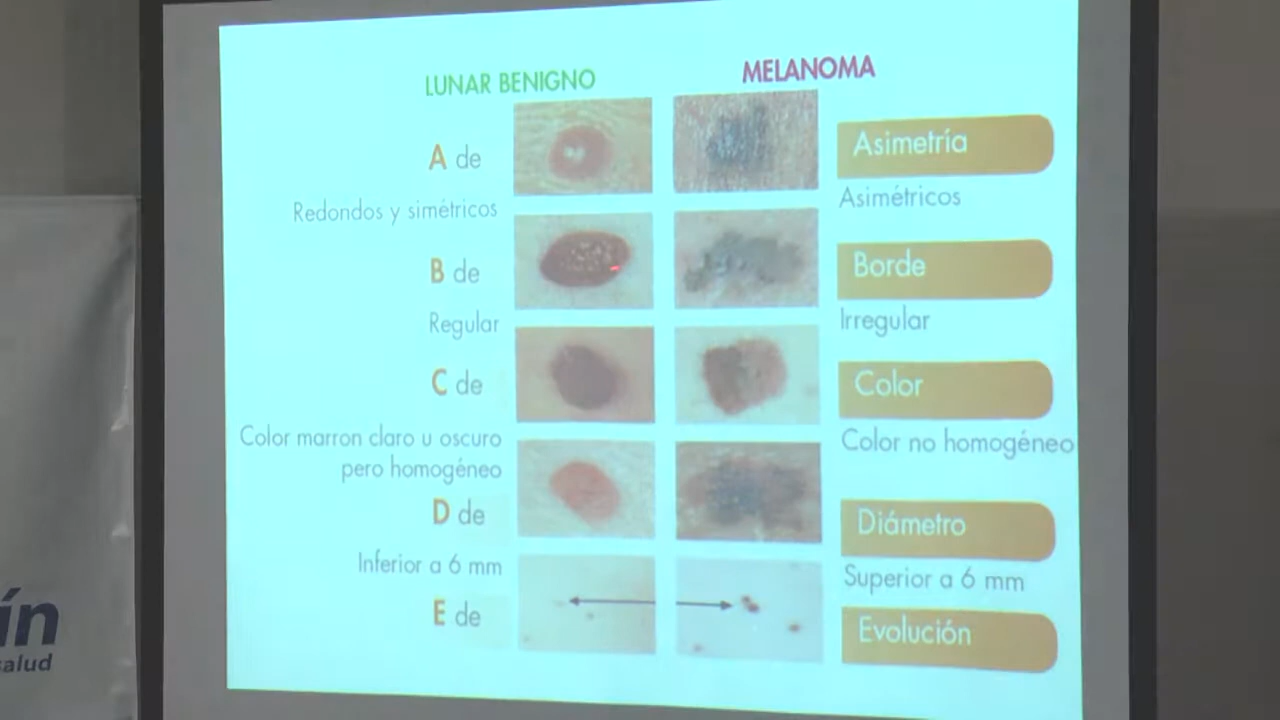 LUNAR BENIGNO
MELANOMA
A de
Asimetría
Redondos y simétricos
Asimétricos
B de
Borde
Regular
Irregular
C de
Color
Color marron claro u oscuro
pero homogéneo
Color no homogéneo
D de
Diámetro
Inferior a 6 mm
Superior a 6 mm
E de
Evolución
ín
salud